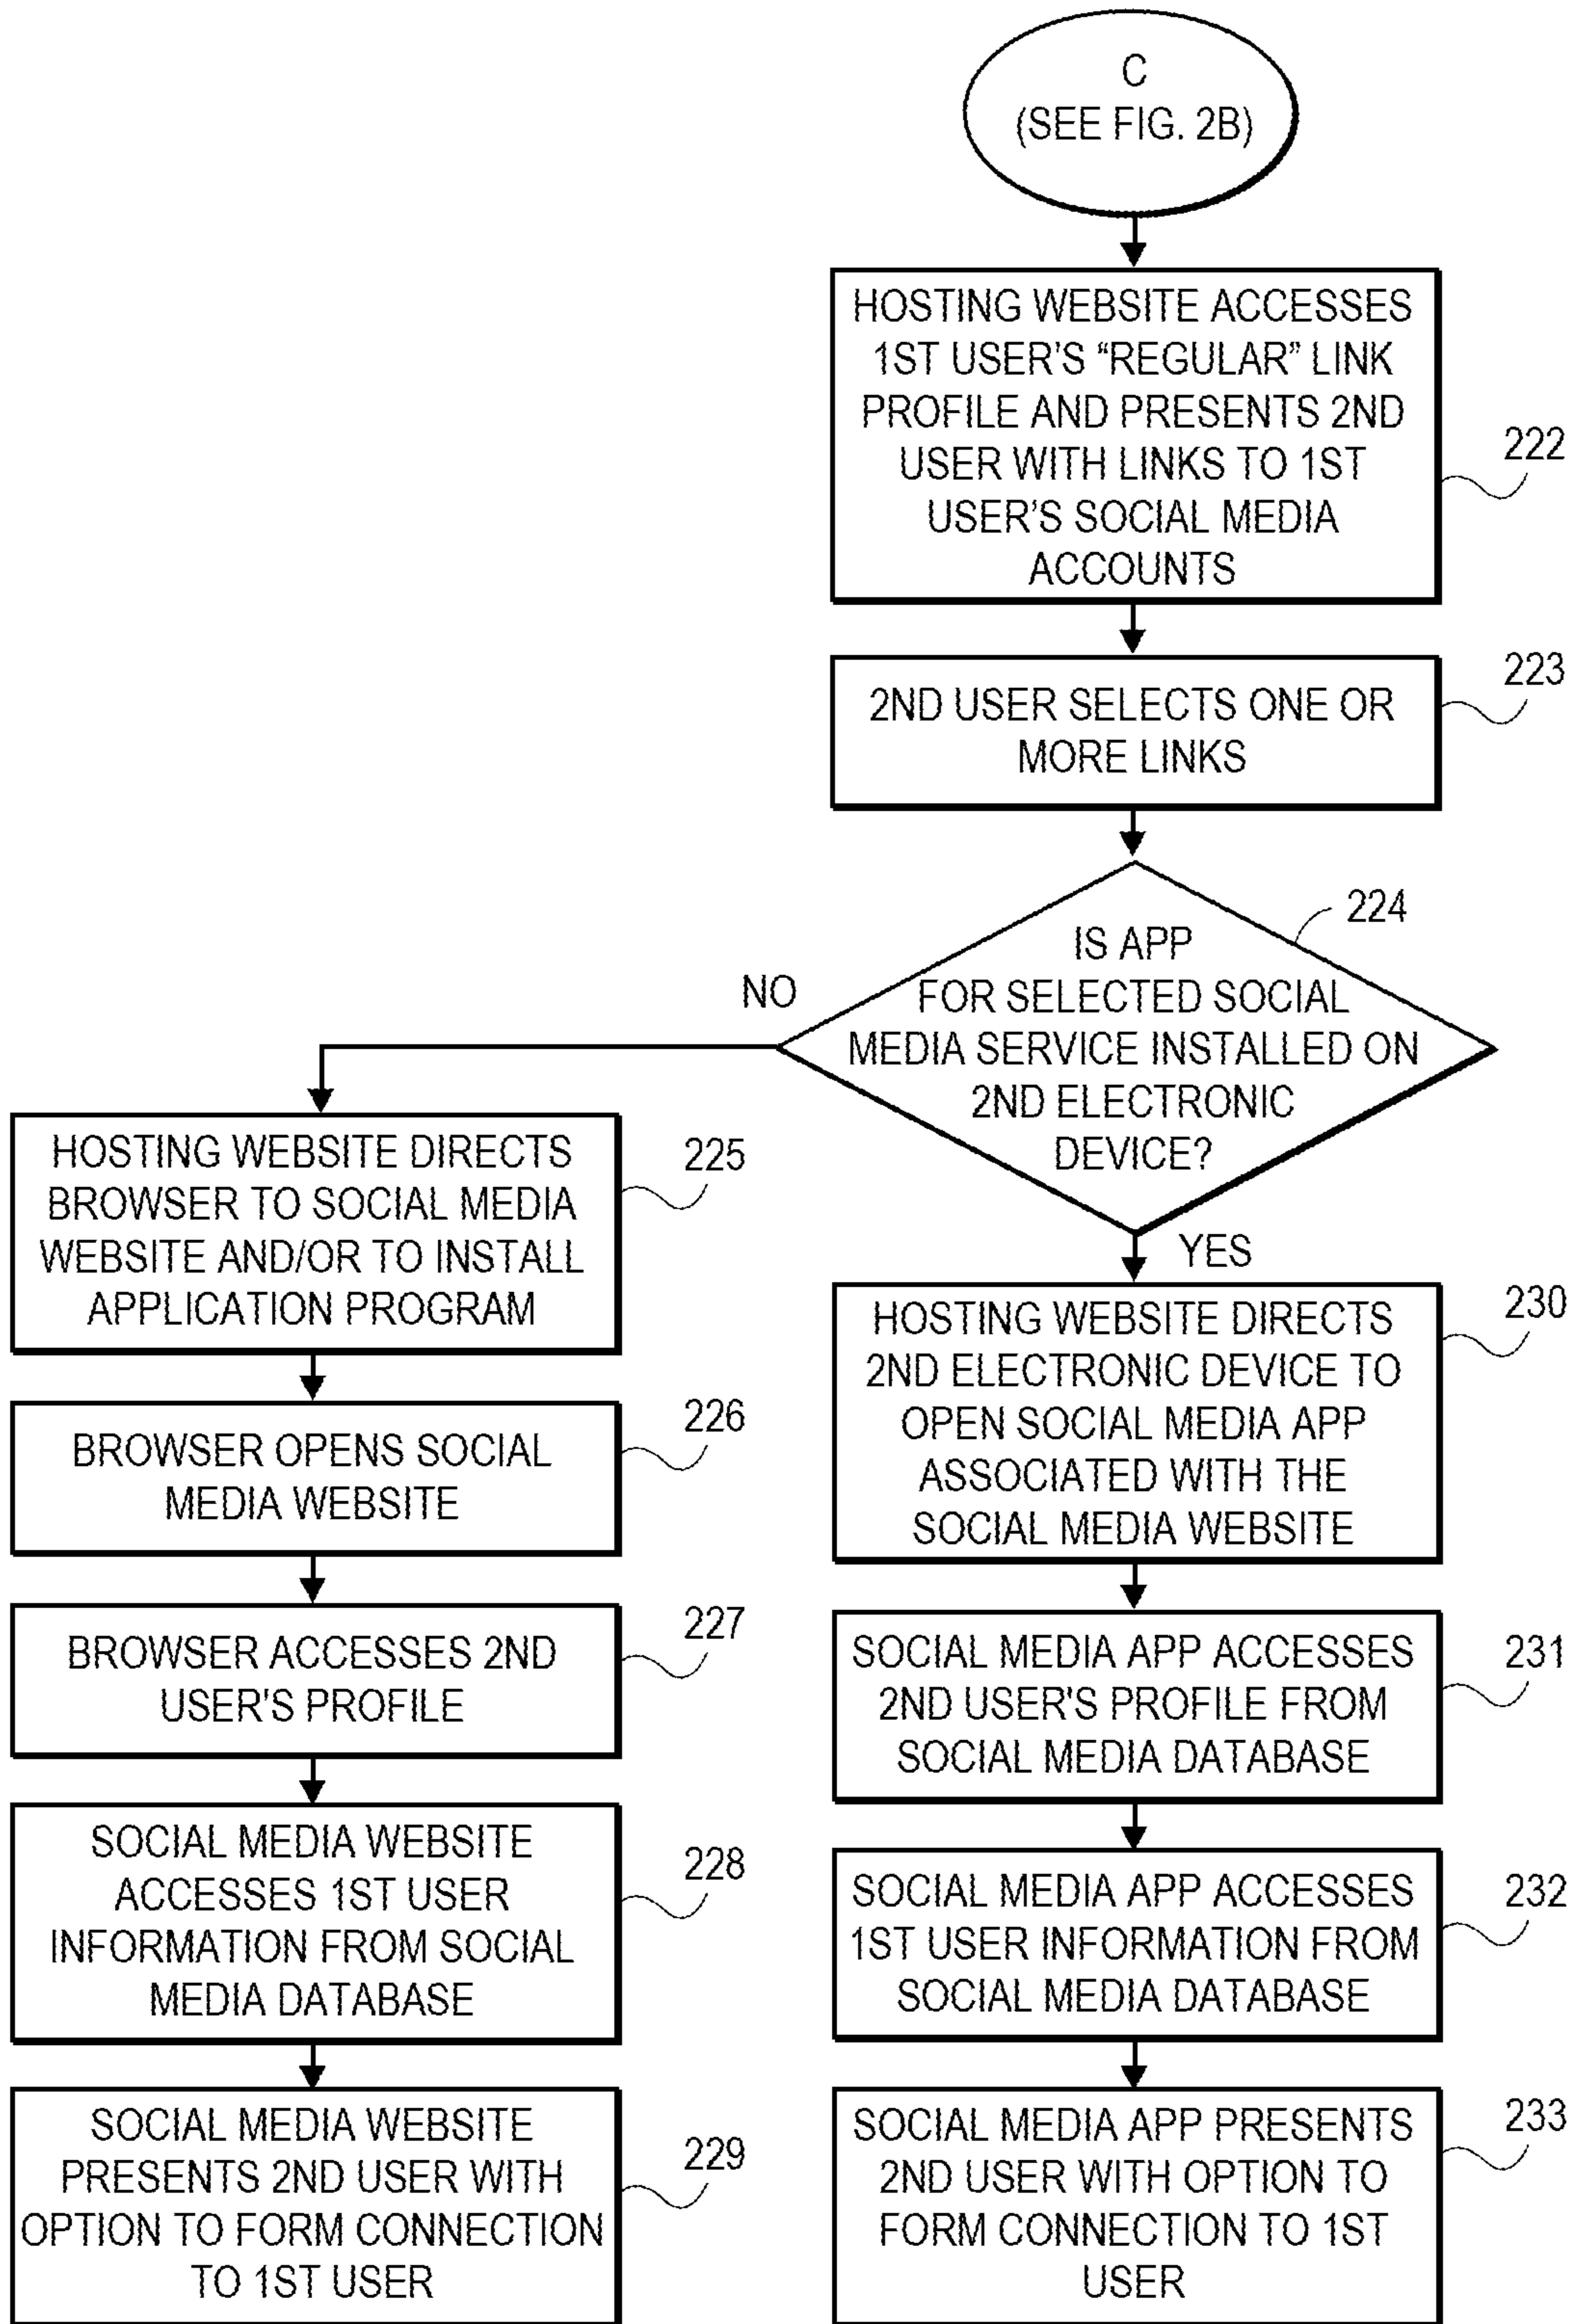 C
(SEE FIG. 2B)
HOSTING WEBSITE ACCESSES
1ST USER'S “REGULAR” LINK
PROFILE AND PRESENTS 2ND
USER WITH LINKS TO 1ST
USER'S SOCIAL MEDIA
ACCOUNTS
222
2ND USER SELECTS ONE OR
MORE LINKS
223
IS APP
FOR SELECTED SOCIAL
MEDIA SERVICE INSTALLED ON
2ND ELECTRONIC
DEVICE?
224
NO
HOSTING WEBSITE DIRECTS
BROWSER TO SOCIAL MEDIA
WEBSITE AND/OR TO INSTALL
APPLICATION PROGRAM
225
BROWSER OPENS SOCIAL
MEDIA WEBSITE
226
BROWSER ACCESSES 2ND
USER'S PROFILE
227
SOCIAL MEDIA WEBSITE
ACCESSES 1ST USER
INFORMATION FROM SOCIAL
MEDIA DATABASE
228
SOCIAL MEDIA WEBSITE
PRESENTS 2ND USER WITH
OPTION TO FORM CONNECTION
TO 1ST USER
229
YES
HOSTING WEBSITE DIRECTS
2ND ELECTRONIC DEVICE TO
OPEN SOCIAL MEDIA APP
ASSOCIATED WITH THE
SOCIAL MEDIA WEBSITE
230
SOCIAL MEDIA APP ACCESSES
2ND USER'S PROFILE FROM
SOCIAL MEDIA DATABASE
231
SOCIAL MEDIA APP ACCESSES
1ST USER INFORMATION FROM
SOCIAL MEDIA DATABASE
232
SOCIAL MEDIA APP PRESENTS
2ND USER WITH OPTION TO
FORM CONNECTION TO 1ST
USER
233